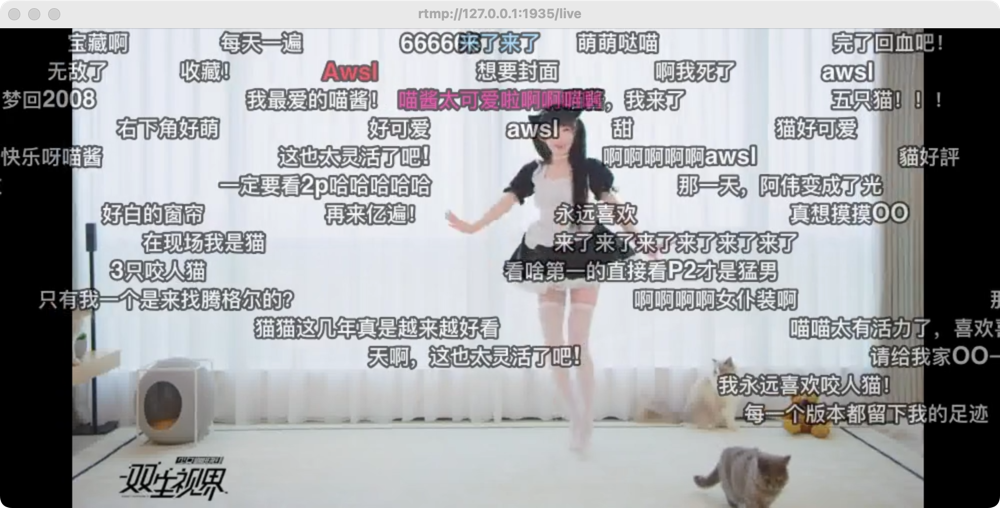 rtmp://127.0.0.1:1935/live
宝藏啊 每天一遍 66666 来了来了 萌萌哒喵 完了回血吧！
无敌了 收藏！ Awsl 想要封面 啊我死了 awsl
梦回2008 我最爱的喵酱！ 喵酱太可爱啦啊啊喵酱，我来了 五只猫！！！
右下角好萌 好可爱 awsl 甜 猫好可爱
快乐呀喵酱 这也太灵活了吧！ 啊啊啊啊啊awsl 貓好評
一定要看2p哈哈哈哈哈 那一天，阿伟变成了光
好白的窗帘 再来亿遍！ 永远喜欢 真想摸摸OO
在现场我是猫 来了来了来了来了来了来了
3只咬人猫 看啥第一的直接看P2才是猛男
只有我一个是来找腾格尔的？ 啊啊啊啊女仆装啊 那
猫猫这几年真是越来越好看 喵喵太有活力了，喜欢喜
天啊，这也太灵活了吧！ 请给我家OO一
我永远喜欢咬人猫！
每一个版本都留下我的足迹
双生视界